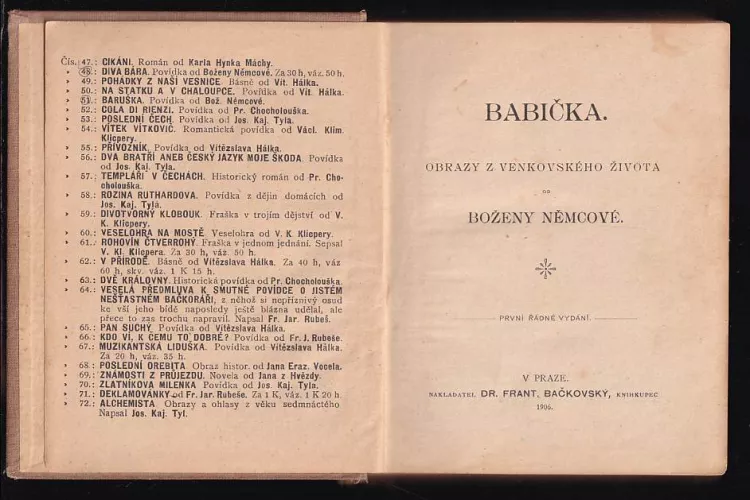 Čís. 47.: CIKÁNI. Román od Karla Hynka Máchy.
» 48.: DIVÁ BÁRA. Povídka od Boženy Němcové. Za 30 h, váz. 50 h.
» 49.: POHÁDKY Z NAŠÍ VESNICE. Básně od Vít. Hálka.
» 50.: NA STATKU A V CHALOUPCE. Povídka od Vít. Hálka.
» 51.: BARUŠKA. Povídka od Bož. Němcové.
» 52.: COLA DI RIENZI. Povídka od Pr. Chocholouška.
» 53.: POSLEDNÍ ČECH. Povídka od Jos. Kaj. Tyla.
» 54.: VÍTEK VÍTKOVIČ. Romantická povídka od Václ. Klim.
Klicpery.
» 55.: PŘÍVOZNÍK. Povídka od Vítězslava Hálka.
» 56.: DVA BRATŘI ANEB ČESKÝ JAZYK MOJE ŠKODA. Povídka
od Jos. Kaj. Tyla.
» 57.: TEMPLÁŘI V ČECHÁCH. Historický román od Pr. Cho-
cholouška.
» 58.: ROZINA RUTHARDOVA. Povídka z dějin domácích od
Jos. Kaj. Tyla.
» 59.: DIVOTVORNÝ KLOBOUK. Fraška v trojím dějství od V.
K. Klicpery.
» 60.: VESELOHRA NA MOSTĚ. Veselohra od V. K. Klicpery.
» 61.: ROHOVÍN ČTVERROHÝ. Fraška v jednom jednání. Sepsal
V. Kl. Klicpera. Za 30 h, váz. 50 h.
» 62.: V PŘÍRODĚ. Básně od Vítězslava Hálka. Za 40 h, váz
60 h, skv. váz. 1 K 15 h.
» 63.: DVĚ KRÁLOVNY. Historická povídka od Pr. Chocholouška.
» 64.: VESELÁ PŘEDMLUVA K SMUTNÉ POVÍDCE O JISTÉM
NEŠŤASTNÉM BAČKORÁŘI, z něhož si nepříznivý osud
ke vší jeho bídě naposledy ještě blázna udělal, ale
přece to zas trochu napravil. Napsal Fr. Jar. Rubeš.
» 65.: PAN SUCHÝ. Povídka od Vítězslava Hálka.
» 66.: KDO VÍ, K ČEMU TO DOBRÉ? Povídka od Fr. J. Rubeše.
» 67.: MUZIKANTSKÁ LIDUŠKA. Povídka od Vítězslava Hálka.
Za 20 h, váz. 35 h.
» 68.: POSLEDNÍ OREBITA. Obraz histor. od Jana Eraz. Vocela.
» 69.: ZNÁMOSTI Z PRŮJEZDU. Novela od Jana z Hvězdy.
» 70.: ZLATNÍKOVA MILENKA Povídka od Jos. Kaj. Tyla.
» 71.: DEKLAMOVÁNKY od Fr. Jar. Rubeše. Za 1 K, váz. 1 K 20 h.
» 72.: ALCHEMISTA. Obrazy a ohlasy z věku sedmnáctého
Napsal Jos. Kaj. Tyl.
BABIČKA.
OBRAZY Z VENKOVSKÉHO ŽIVOTA
OD
BOŽENY NĚMCOVÉ.
PRVNÍ ŘÁDNÉ VYDÁNÍ.
V PRAZE.
NAKLADATEL DR. FRANT. BAČKOVSKÝ, KNIHKUPEC
1906.